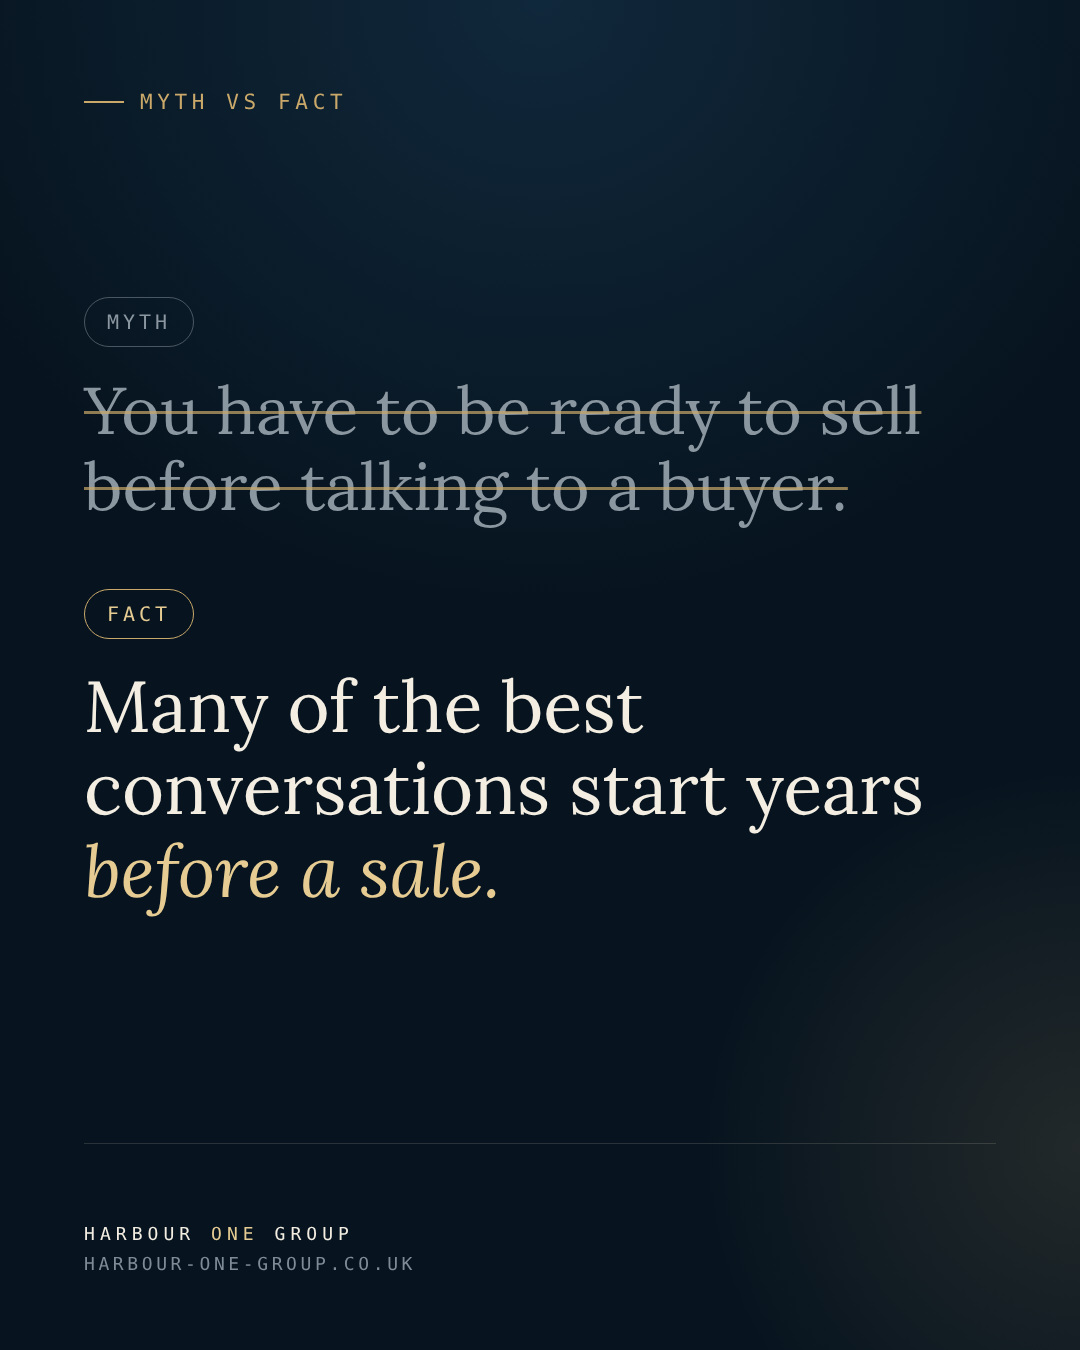 MYTH VS FACT
MYTH
You have to be ready to sell
before talking to a buyer.
FACT
Many of the best
conversations start years
before a sale.
HARBOUR ONE GROUP
HARBOUR-ONE-GROUP.CO.UK